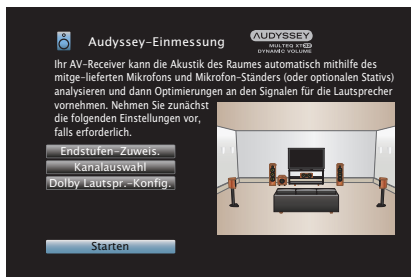 Audyssey-Einmessung
AUDYSSEY
MULTEQ XT32
DYNAMIC VOLUME
Ihr AV-Receiver kann die Akustik des Raumes automatisch mithilfe des
mitge-lieferten Mikrofons und Mikrofon-Ständers (oder optionalen Stativs)
analysieren und dann Optimierungen an den Signalen für die Lautsprecher
vornehmen. Nehmen Sie zunächst
die folgenden Einstellungen vor,
falls erforderlich.
Endstufen-Zuweis.
Kanalauswahl
Dolby Lautspr.-Konfig.
Starten